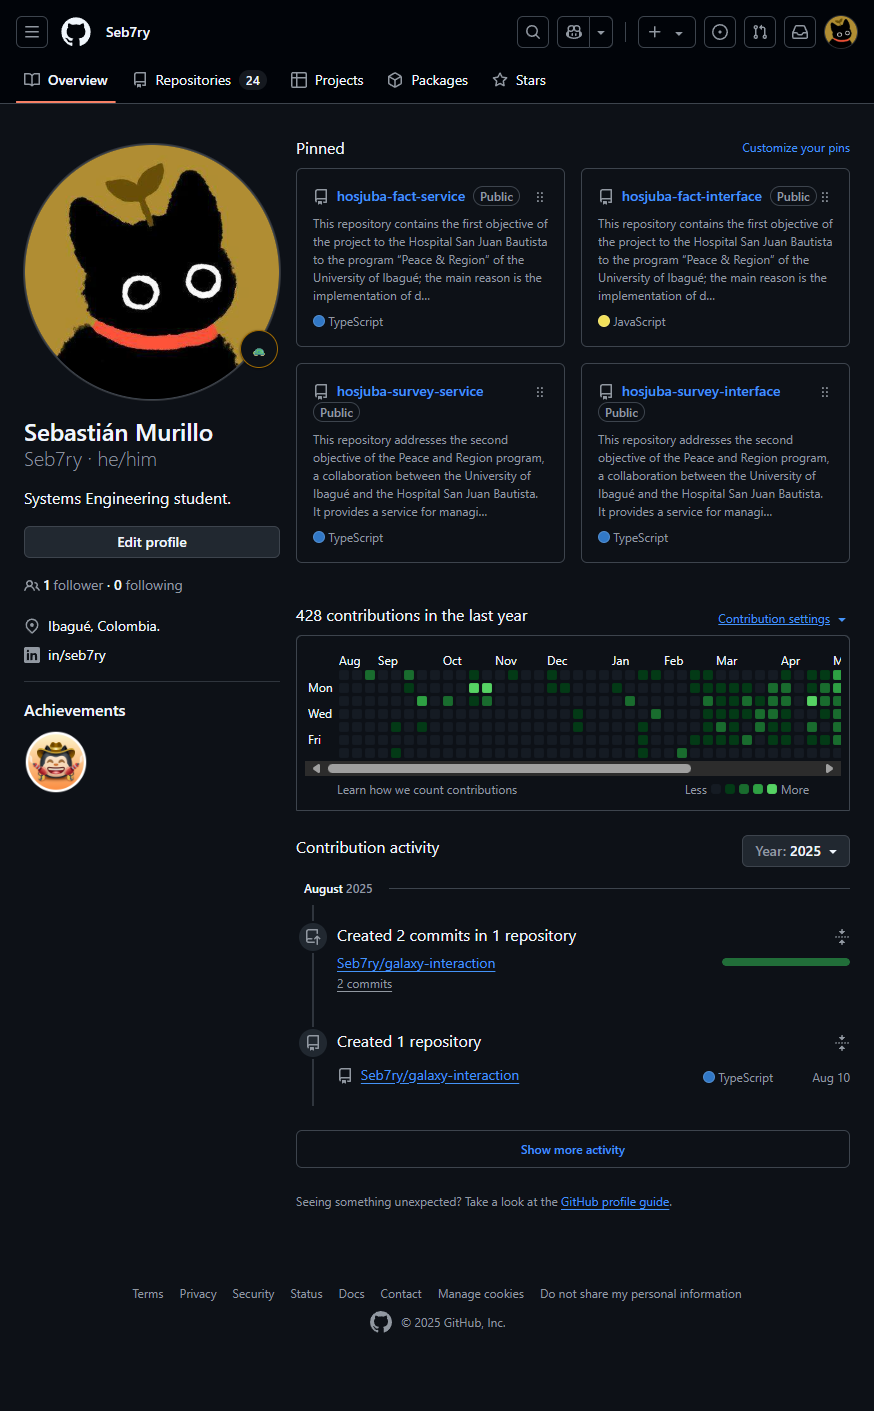 Seb7ry
Overview
Repositories 24
Projects
Packages
Stars
Sebastián Murillo
Seb7ry · he/him
Systems Engineering student.
Edit profile
1 follower · 0 following
Ibagué, Colombia.
in/seb7ry
Achievements
Pinned
Customize your pins
hosjuba-fact-service Public
This repository contains the first objective of
the project to the Hospital San Juan Bautista
to the program “Peace & Region” of the
University of Ibagué; the main reason is the
implementation of d...
TypeScript
hosjuba-fact-interface Public
This repository contains the first objective of
the project to the Hospital San Juan Bautista
to the program “Peace & Region” of the
University of Ibagué; the main reason is the
implementation of d...
JavaScript
hosjuba-survey-service
Public
This repository addresses the second
objective of the Peace and Region program,
a collaboration between the University of
Ibagué and the Hospital San Juan Bautista.
It provides a service for managi...
TypeScript
hosjuba-survey-interface
Public
This repository addresses the second
objective of the Peace and Region program,
a collaboration between the University of
Ibagué and the Hospital San Juan Bautista.
It provides a service for managi...
TypeScript
428 contributions in the last year
Contribution settings
Aug Sep Oct Nov Dec Jan Feb Mar Apr M
Mon
Wed
Fri
Learn how we count contributions
Less More
Contribution activity
Year: 2025
August 2025
Created 2 commits in 1 repository
Seb7ry/galaxy-interaction
2 commits
Created 1 repository
Seb7ry/galaxy-interaction TypeScript Aug 10
Show more activity
Seeing something unexpected? Take a look at the GitHub profile guide.
Terms Privacy Security Status Docs Contact Manage cookies Do not share my personal information
© 2025 GitHub, Inc.